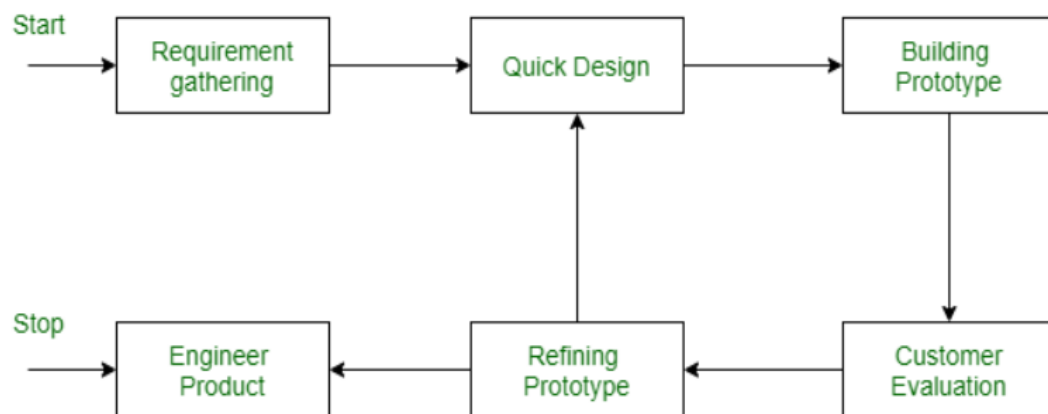 Start
Requirement
gathering
Quick Design
Building
Prototype
Stop
Engineer
Product
Refining
Prototype
Customer
Evaluation